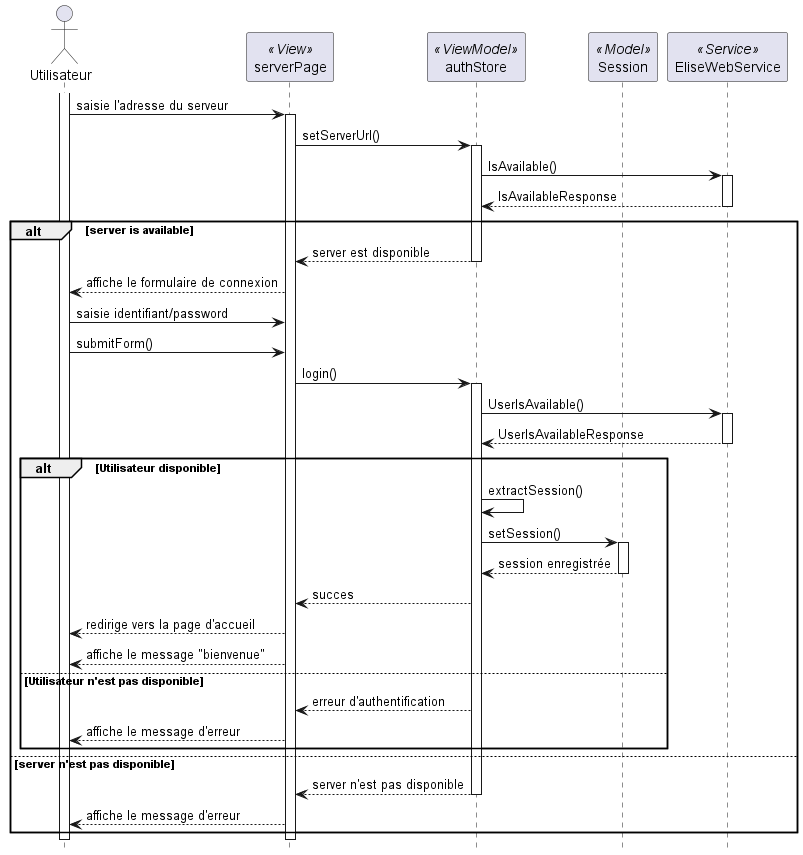 Utilisateur
«View»
serverPage
«ViewModel»
authStore
«Model»
Session
«Service»
EliseWebService
saisie l'adresse du serveur
setServerUrl()
IsAvailable()
IsAvailableResponse
alt [server is available]
server est disponible
affiche le formulaire de connexion
saisie identifiant/password
submitForm()
login()
UserIsAvailable()
UserIsAvailableResponse
alt [Utilisateur disponible]
extractSession()
setSession()
session enregistrée
succes
redirige vers la page d'accueil
affiche le message "bienvenue"
[Utilisateur n'est pas disponible]
erreur d'authentification
affiche le message d'erreur
[server n'est pas disponible]
server n'est pas disponible
affiche le message d'erreur